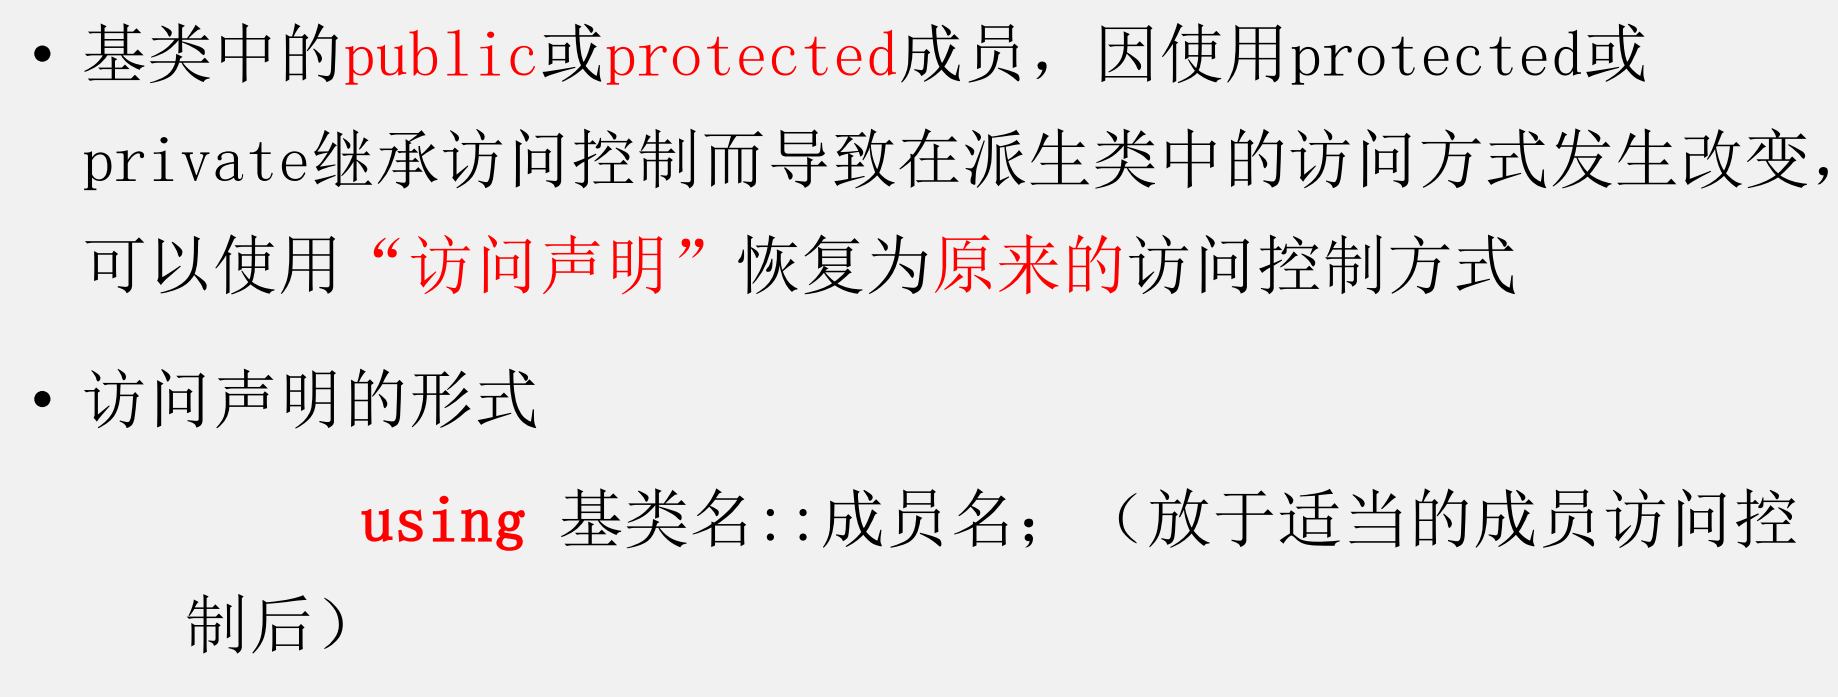 • 基类中的public或protected成员，因使用protected或
private继承访问控制而导致在派生类中的访问方式发生改变，
可以使用“访问声明”恢复为原来的访问控制方式
• 访问声明的形式
using 基类名::成员名；（放于适当的成员访问控
制后）